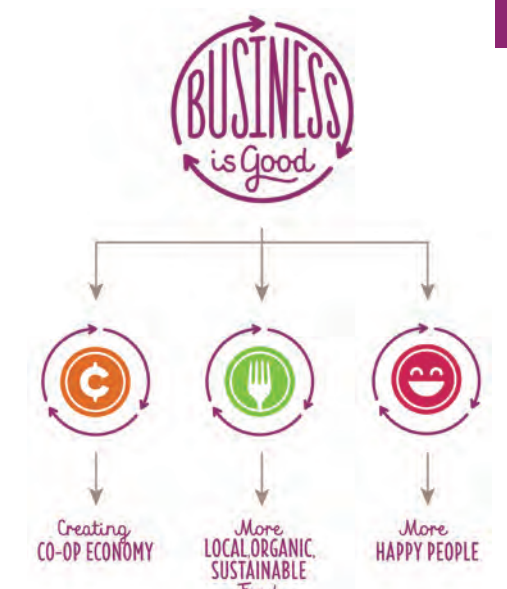 BUSINESS
is Good
¢
Creating
CO-OP ECONOMY
More
LOCAL, ORGANIC,
SUSTAINABLE
More
HAPPY PEOPLE